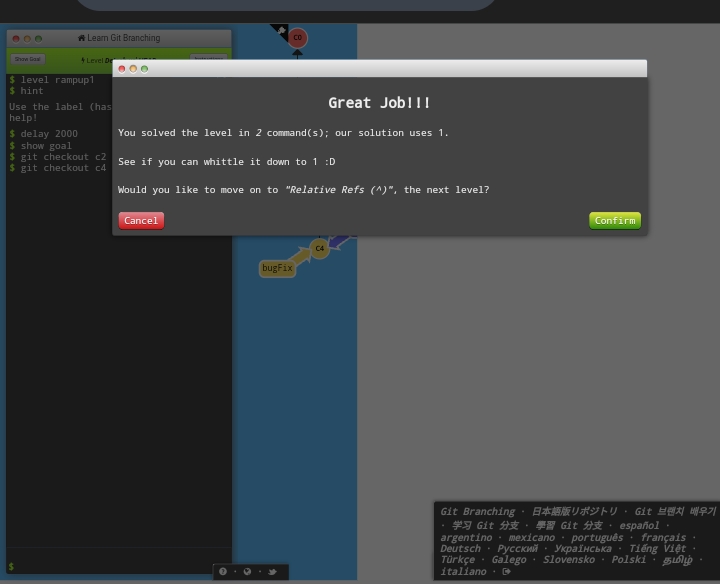 Learn Git Branching
Show Goal
Level
$ level rampup1
$ hint
Use the label (has
help!
$ delay 2000
$ show goal
$ git checkout c2
$ git checkout c4
$
C0
Great Job!!!
You solved the level in 2 command(s); our solution uses 1.
See if you can whittle it down to 1 :D
Would you like to move on to "Relative Refs (^)", the next level?
Cancel
Confirm
C4
bugFix
Git Branching · 日本語版リポジトリ · Git 브랜치 배우기
· 学习 Git 分支 · 學習 Git 分支 · español ·
argentino · mexicano · português · français ·
Deutsch · Русский · Українська · Tiếng Việt ·
Türkçe · Galego · Slovensko · Polski · தமிழ் ·
italiano ·